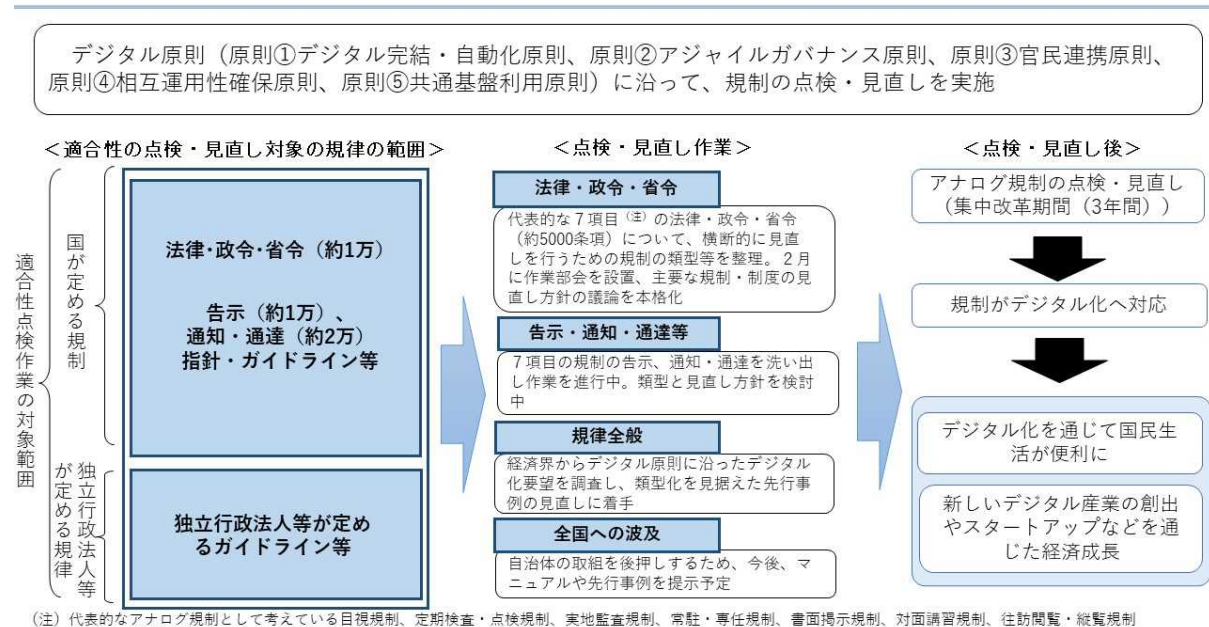 デジタル原則（原則①デジタル完結・自動化原則、原則②アジャイルガバナンス原則、原則③官民連携原則、
原則④相互運用性確保原則、原則⑤共通基盤利用原則）に沿って、規制の点検・見直しを実施
＜適合性の点検・見直し対象の規律の範囲＞
適合性点検作業の対象範囲
国が定める規制
法律・政令・省令（約1万）
告示（約1万）、
通知・通達（約2万）
指針・ガイドライン等
独立行政法人等
が定める規律
独立行政法人等が定め
るガイドライン等
＜点検・見直し作業＞
法律・政令・省令
代表的な７項目（注）の法律・政令・省令
（約5000条項）について、横断的に見直
しを行うための規制の類型等を整理。２月
に作業部会を設置、主要な規制・制度の見
直し方針の議論を本格化
告示・通知・通達等
７項目の規制の告示、通知・通達を洗い出
し作業を進行中。類型と見直し方針を検討
中
規律全般
経済界からデジタル原則に沿ったデジタル
化要望を調査し、類型化を見据えた先行事
例の見直しに着手
全国への波及
自治体の取組を後押しするため、今後、マ
ニュアルや先行事例を提示予定
＜点検・見直し後＞
アナログ規制の点検・見直し
（集中改革期間（3年間））
規制がデジタル化へ対応
デジタル化を通じて国民生
活が便利に
新しいデジタル産業の創出
やスタートアップなどを通
じた経済成長
（注）代表的なアナログ規制として考えている目視規制、定期検査・点検規制、実地監査規制、常駐・専任規制、書面掲示規制、対面講習規制、往訪閲覧・縦覧規制